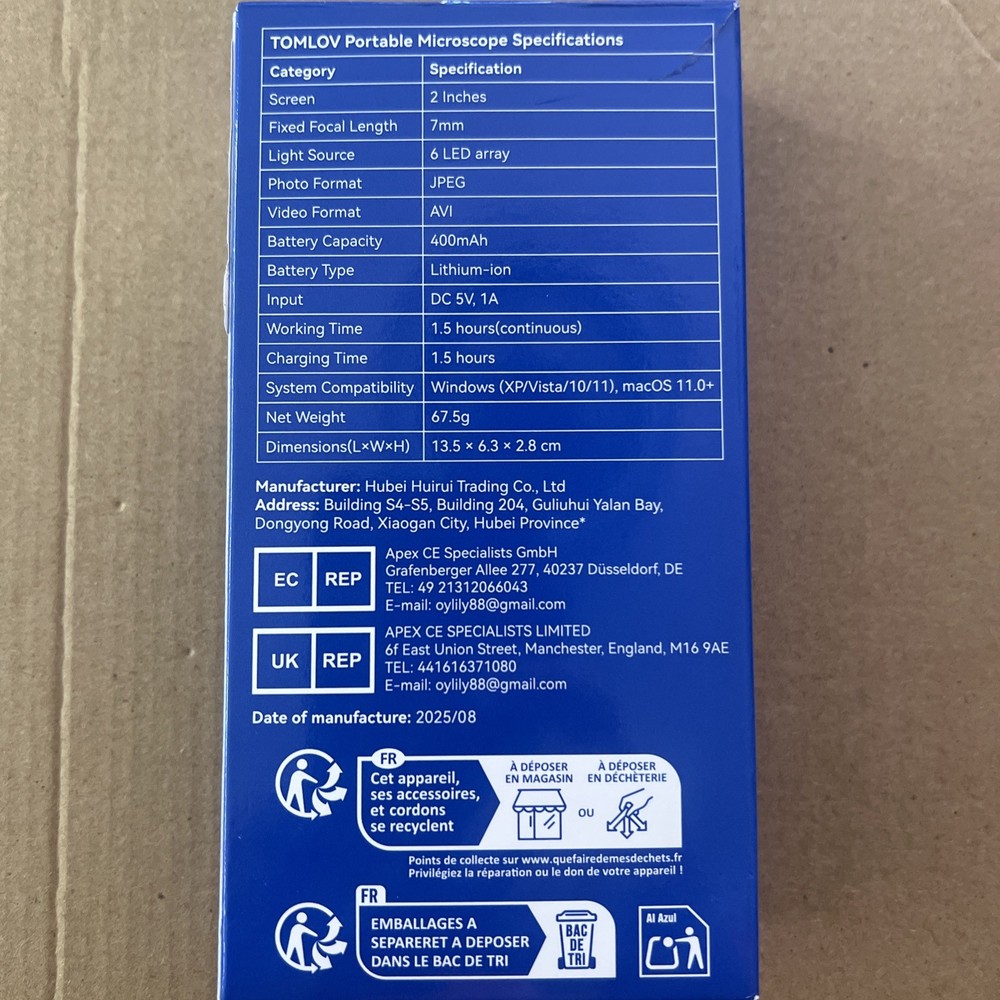 TOMLOV Portable Microscope Specifications
Category Specification
Screen 2 Inches
Fixed Focal Length 7mm
Light Source 6 LED array
Photo Format JPEG
Video Format AVI
Battery Capacity 400mAh
Battery Type Lithium-ion
Input DC 5V, 1A
Working Time 1.5 hours(continuous)
Charging Time 1.5 hours
System Compatibility Windows (XP/Vista/10/11), macOS 11.0+
Net Weight 67.5g
Dimensions(L×W×H) 13.5 × 6.3 × 2.8 cm
Manufacturer: Hubei Huirui Trading Co., Ltd
Address: Building S4-S5, Building 204, Guliuhui Yalan Bay,
Dongyong Road, Xiaogan City, Hubei Province*
EC REP
Apex CE Specialists GmbH
Grafenberger Allee 277, 40237 Düsseldorf, DE
TEL: 49 21312066043
E-mail: oylily88@gmail.com
UK REP
APEX CE SPECIALISTS LIMITED
6f East Union Street, Manchester, England, M16 9AE
TEL: 441616371080
E-mail: oylily88@gmail.com
Date of manufacture: 2025/08
FR
Cet appareil,
ses accessoires,
et cordons
se recyclent
À DÉPOSER
EN MAGASIN
OU
À DÉPOSER
EN DÉCHÈTERIE
Points de collecte sur www.quefairedemesdechets.fr
Privilégiez la réparation ou le don de votre appareil !
FR
EMBALLAGES A
SEPARERET A DEPOSER
DANS LE BAC DE TRI
BAC
DE
TRI
Al Azul